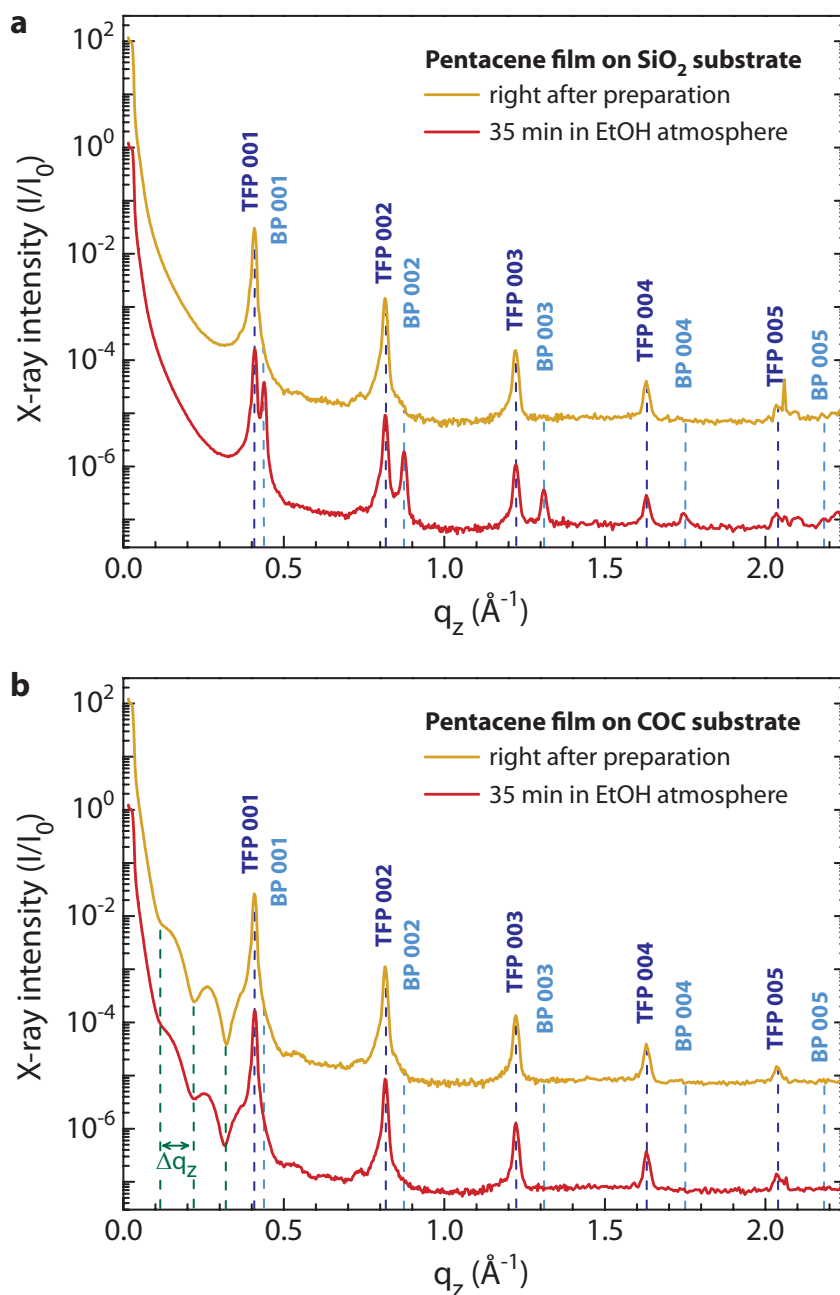 a
Pentacene film on SiO₂ substrate
right after preparation
35 min in EtOH atmosphere
TFP 001
BP 001
TFP 002
BP 002
TFP 003
BP 003
TFP 004
BP 004
TFP 005
BP 005
X-ray intensity (I/I₀)
10²
10⁰
10⁻²
10⁻⁴
10⁻⁶
0.0 0.5 1.0 1.5 2.0
q_z (Å⁻¹)
b
Pentacene film on COC substrate
right after preparation
35 min in EtOH atmosphere
TFP 001
BP 001
TFP 002
BP 002
TFP 003
BP 003
TFP 004
BP 004
TFP 005
BP 005
X-ray intensity (I/I₀)
10²
10⁰
10⁻²
10⁻⁴
10⁻⁶
Δq_z
0.0 0.5 1.0 1.5 2.0
q_z (Å⁻¹)